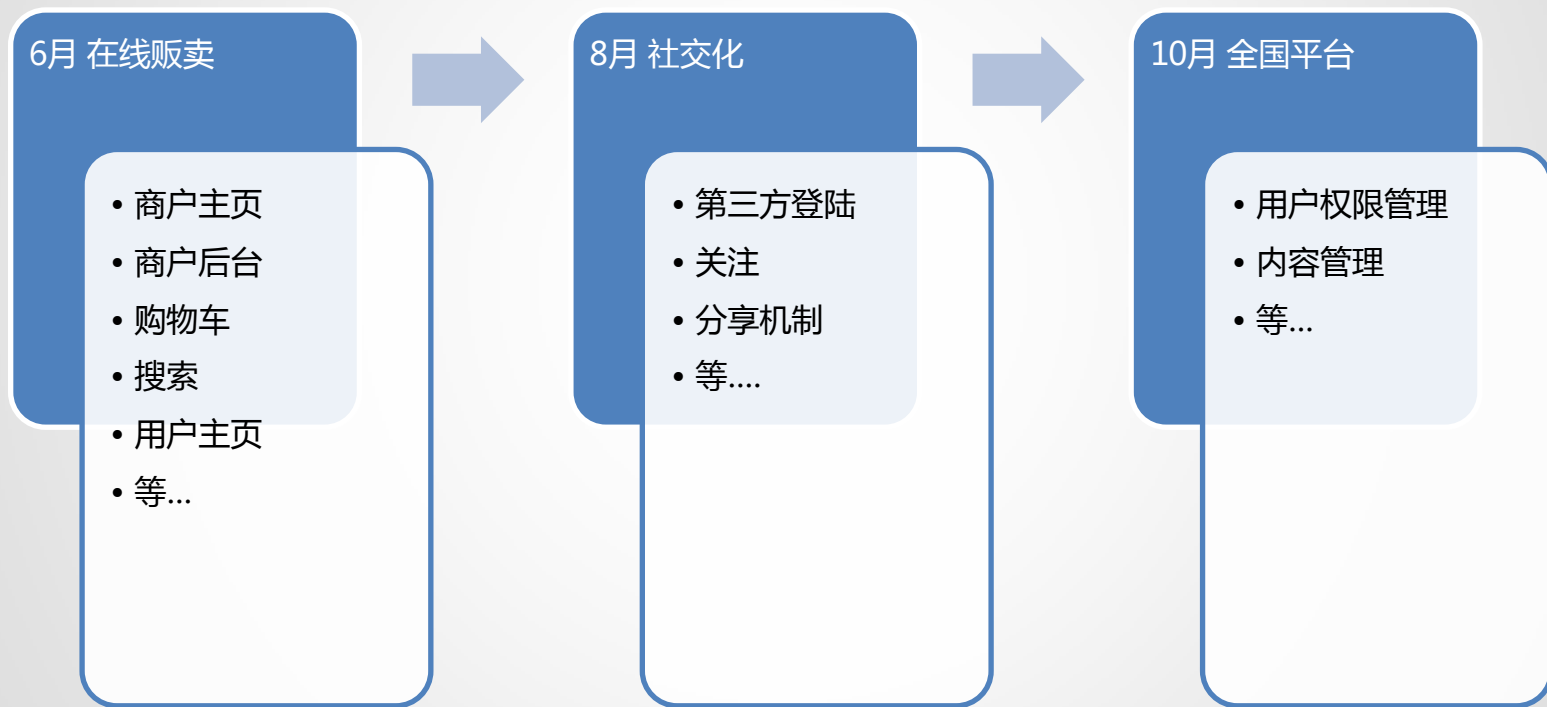 6月 在线贩卖
• 商户主页
• 商户后台
• 购物车
• 搜索
• 用户主页
• 等...
8月 社交化
• 第三方登陆
• 关注
• 分享机制
• 等....
10月 全国平台
• 用户权限管理
• 内容管理
• 等...